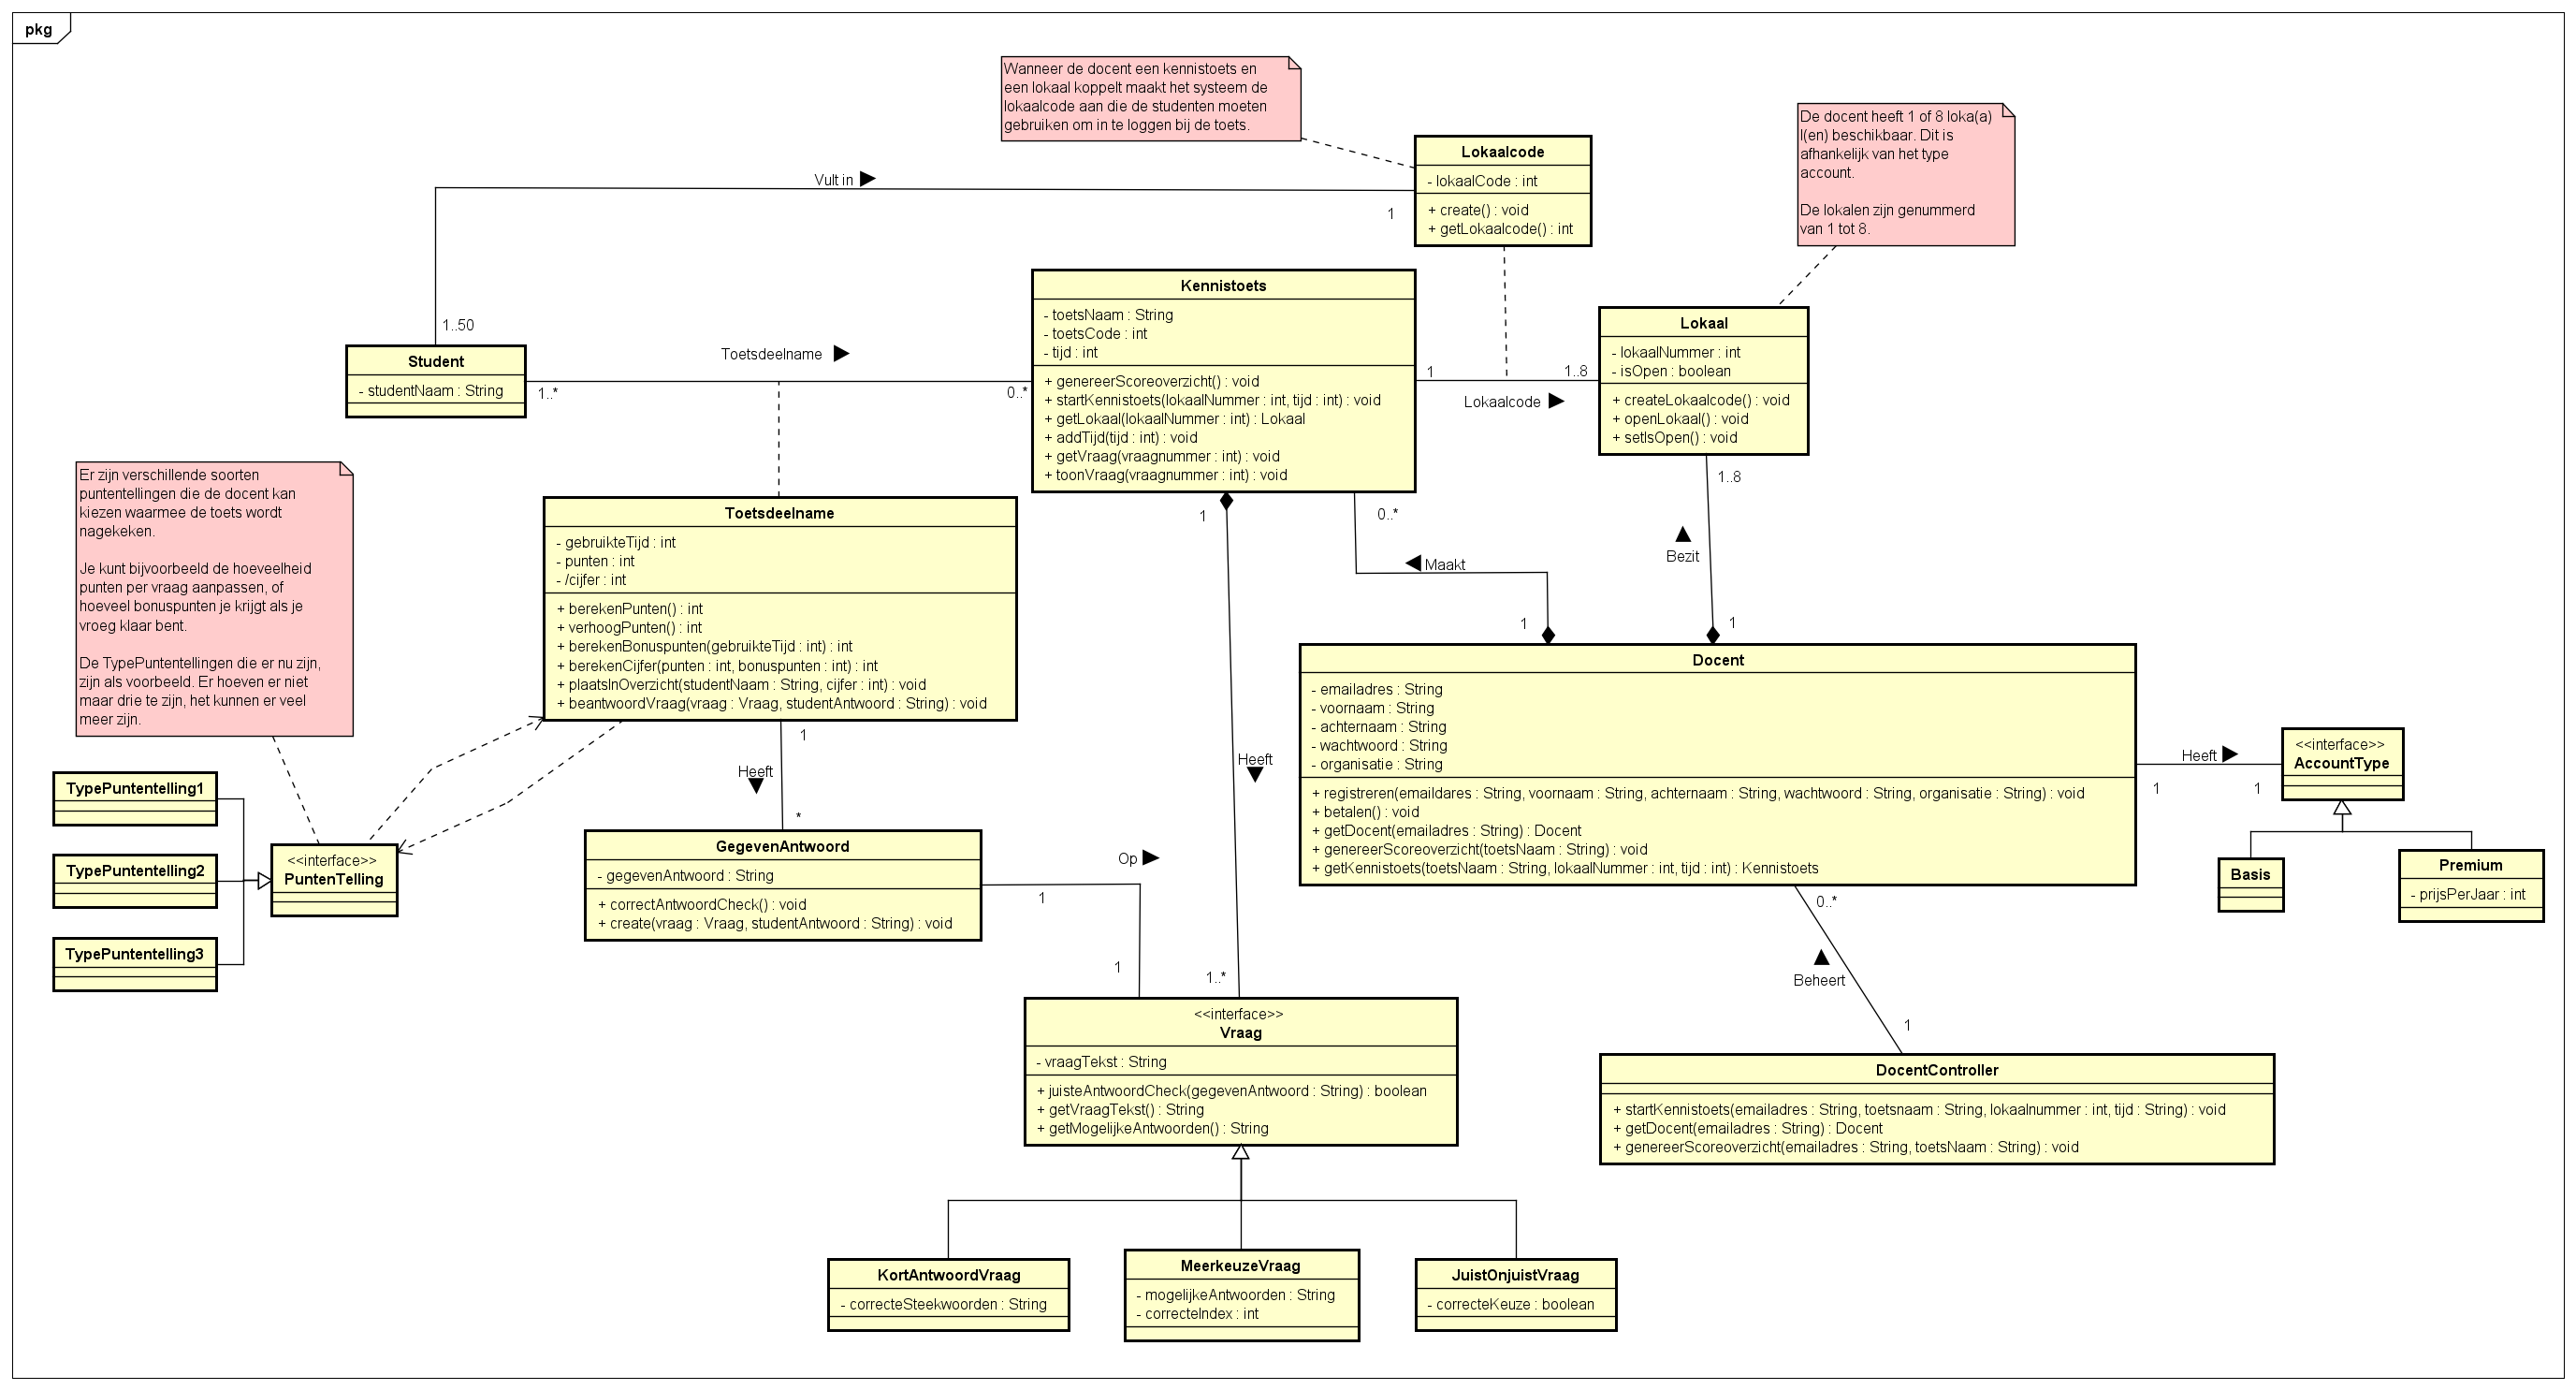 pkg
Wanneer de docent een kennistoets en
een lokaal koppelt maakt het systeem de
lokaalcode aan die de studenten moeten
gebruiken om in te loggen bij de toets.
De docent heeft 1 of 8 loka(a)
l(en) beschikbaar. Dit is
afhankelijk van het type
account.
De lokalen zijn genummerd
van 1 tot 8.
Lokaalcode
- lokaalCode : int
+ create() : void
+ getLokaalcode() : int
Vult in
1
1..50
Kennistoets
- toetsNaam : String
- toetsCode : int
- tijd : int
+ genereerScoreoverzicht() : void
+ startKennistoets(lokaalNummer : int, tijd : int) : void
+ getLokaal(lokaalNummer : int) : Lokaal
+ addTijd(tijd : int) : void
+ getVraag(vraagnummer : int) : void
+ toonVraag(vraagnummer : int) : void
Lokaal
- lokaalNummer : int
- isOpen : boolean
+ createLokaalcode() : void
+ openLokaal() : void
+ setIsOpen() : void
Student
- studentNaam : String
Toetsdeelname
1..*
0..*
1
1..8
Lokaalcode
Er zijn verschillende soorten
puntentellingen die de docent kan
kiezen waarmee de toets wordt
nagekeken.
Je kunt bijvoorbeeld de hoeveelheid
punten per vraag aanpassen, of
hoeveel bonuspunten je krijgt als je
vroeg klaar bent.
De TypePuntentellingen die er nu zijn,
zijn als voorbeeld. Er hoeven er niet
maar drie te zijn, het kunnen er veel
meer zijn.
Toetsdeelname
- gebruikteTijd : int
- punten : int
- /cijfer : int
+ berekenPunten() : int
+ verhoogPunten() : int
+ berekenBonuspunten(gebruikteTijd : int) : int
+ berekenCijfer(punten : int, bonuspunten : int) : int
+ plaatsInOverzicht(studentNaam : String, cijfer : int) : void
+ beantwoordVraag(vraag : Vraag, studentAntwoord : String) : void
1
0..*
1..8
Maakt
Bezit
1
1
Docent
- emailadres : String
- voornaam : String
- achternaam : String
- wachtwoord : String
- organisatie : String
+ registreren(emaildares : String, voornaam : String, achternaam : String, wachtwoord : String, organisatie : String) : void
+ betalen() : void
+ getDocent(emailadres : String) : Docent
+ genereerScoreoverzicht(toetsNaam : String) : void
+ getKennistoets(toetsNaam : String, lokaalNummer : int, tijd : int) : Kennistoets
Heeft
1
1
<<interface>>
AccountType
Basis
Premium
- prijsPerJaar : int
1
Heeft
*
Heeft
TypePuntentelling1
TypePuntentelling2
TypePuntentelling3
<<interface>>
PuntenTelling
GegevenAntwoord
- gegevenAntwoord : String
+ correctAntwoordCheck() : void
+ create(vraag : Vraag, studentAntwoord : String) : void
Op
1
1
1..*
0..*
Beheert
1
<<interface>>
Vraag
- vraagTekst : String
+ juisteAntwoordCheck(gegevenAntwoord : String) : boolean
+ getVraagTekst() : String
+ getMogelijkeAntwoorden() : String
DocentController
+ startKennistoets(emailadres : String, toetsnaam : String, lokaalnummer : int, tijd : String) : void
+ getDocent(emailadres : String) : Docent
+ genereerScoreoverzicht(emailadres : String, toetsNaam : String) : void
KortAntwoordVraag
- correcteSteekwoorden : String
MeerkeuzeVraag
- mogelijkeAntwoorden : String
- correcteIndex : int
JuistOnjuistVraag
- correcteKeuze : boolean